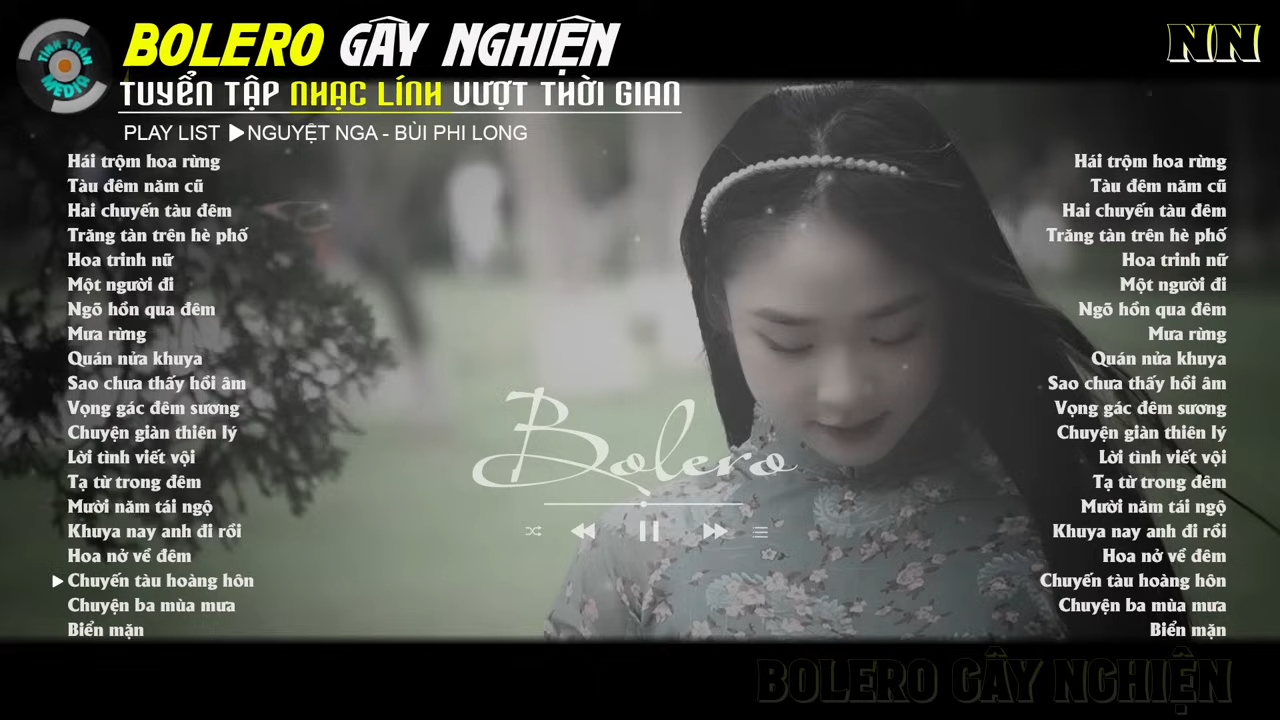 TÌNH TRẦN
MEDIA
BOLERO GÂY NGHIỆN
TUYỂN TẬP NHẠC LÍNH VƯỢT THỜI GIAN
PLAY LIST NGUYỆT NGA - BÙI PHI LONG
NN
Hái trộm hoa rừng
Tàu đêm năm cũ
Hai chuyến tàu đêm
Trăng tàn trên hè phố
Hoa trinh nữ
Một người đi
Ngõ hồn qua đêm
Mưa rừng
Quán nửa khuya
Sao chưa thấy hồi âm
Vọng gác đêm sương
Chuyện giàn thiên lý
Lời tình viết vội
Tạ từ trong đêm
Mười năm tái ngộ
Khuya nay anh đi rồi
Hoa nở về đêm
Chuyến tàu hoàng hôn
Chuyện ba mùa mưa
Biển mặn
Bolero
Hái trộm hoa rừng
Tàu đêm năm cũ
Hai chuyến tàu đêm
Trăng tàn trên hè phố
Hoa trinh nữ
Một người đi
Ngõ hồn qua đêm
Mưa rừng
Quán nửa khuya
Sao chưa thấy hồi âm
Vọng gác đêm sương
Chuyện giàn thiên lý
Lời tình viết vội
Tạ từ trong đêm
Mười năm tái ngộ
Khuya nay anh đi rồi
Hoa nở về đêm
Chuyến tàu hoàng hôn
Chuyện ba mùa mưa
Biển mặn
BOLERO GÂY NGHIỆN